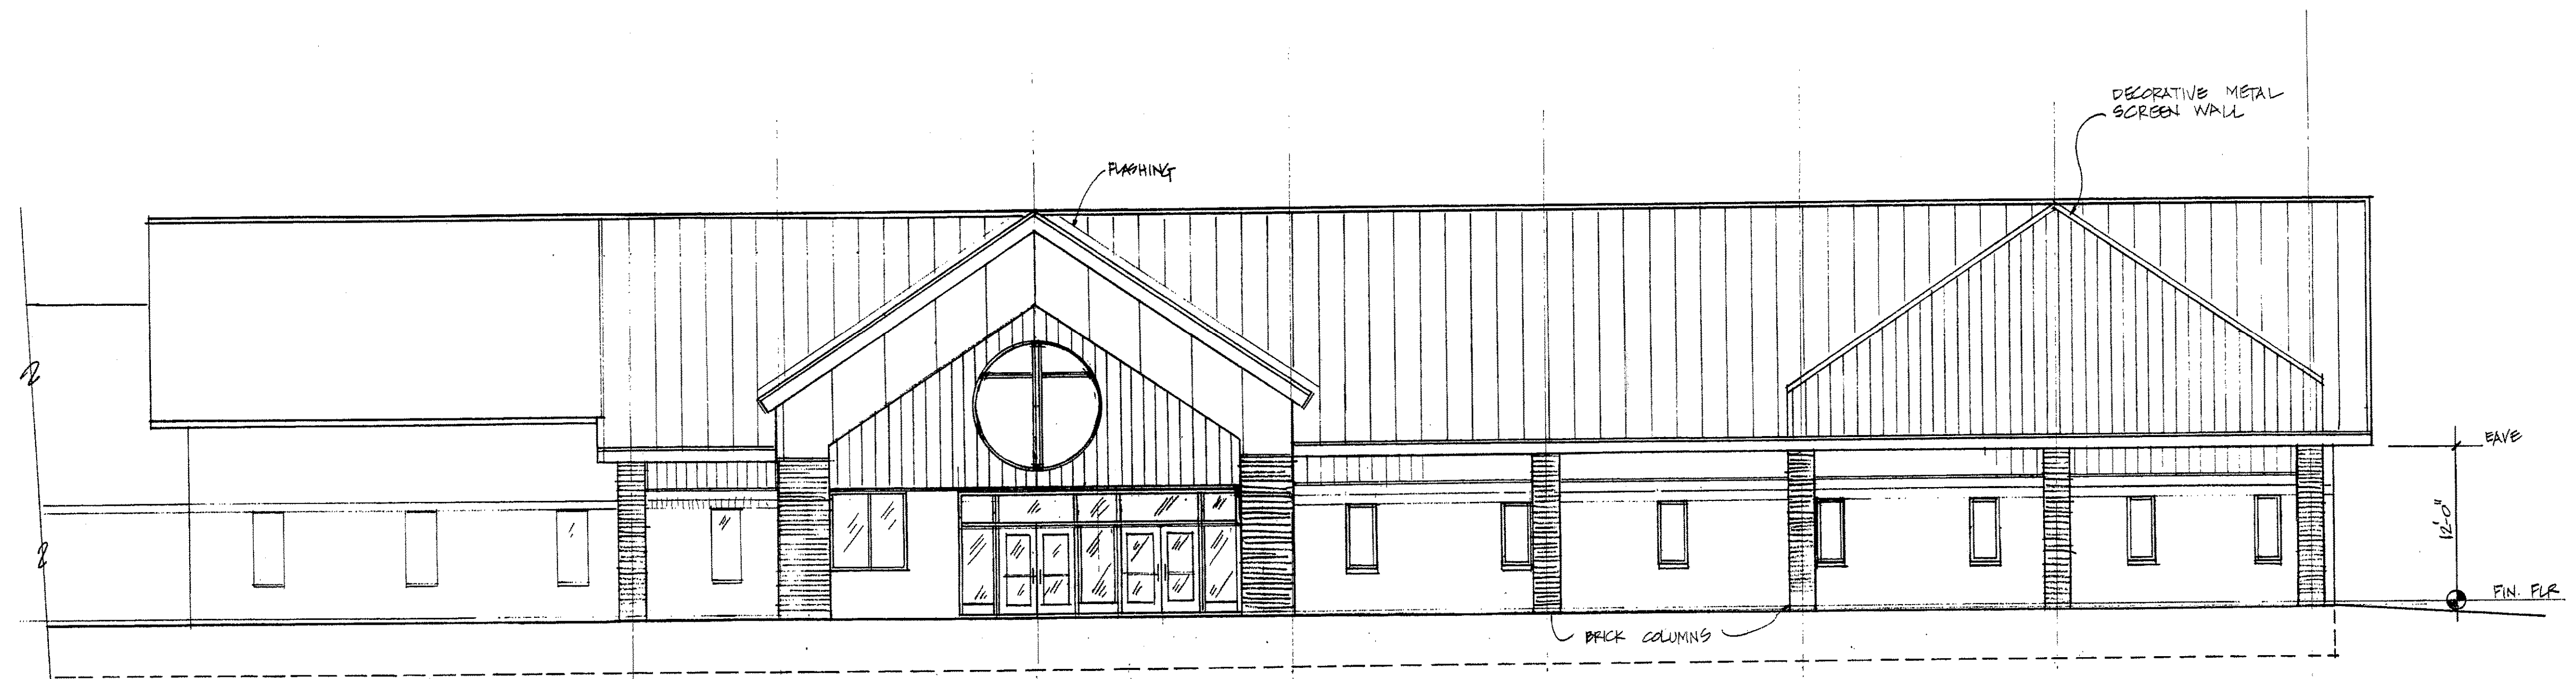 DECORATIVE METAL
SCREEN WALL
FLASHING
EAVE
12'-0"
FIN. FLR
BRICK COLUMNS